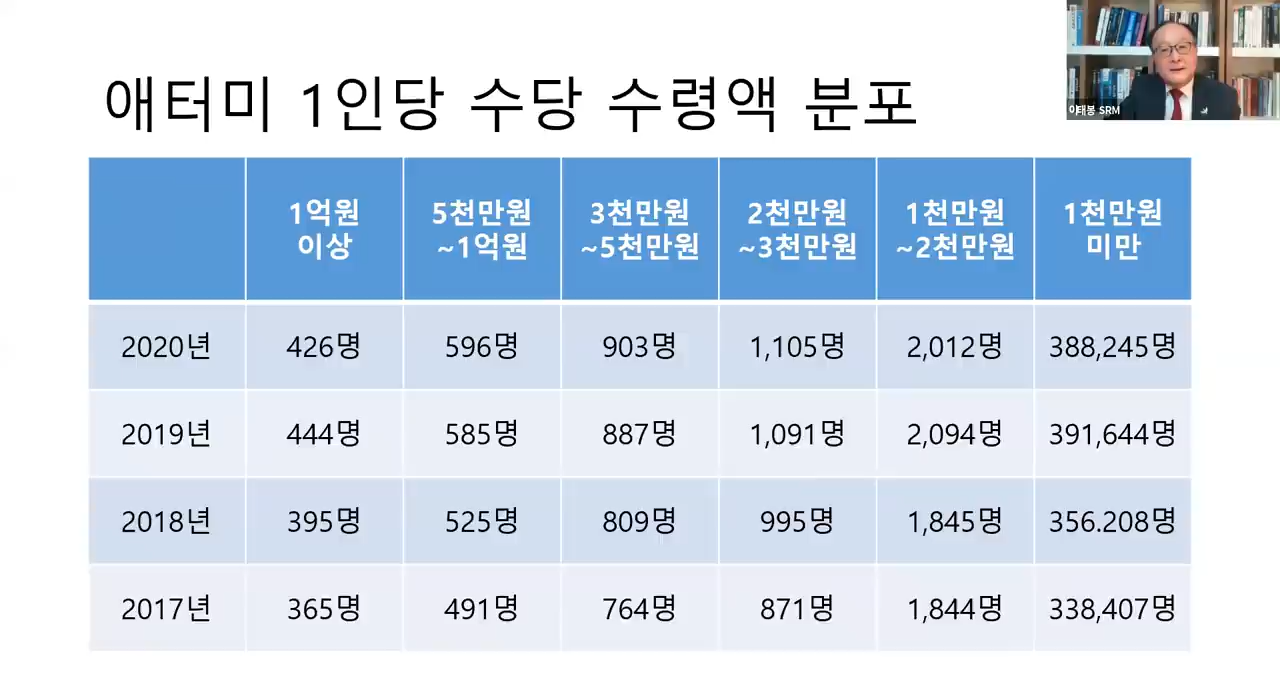 이태봉 SRM
애터미 1인당 수당 수령액 분포
1억원 이상 5천만원 ~1억원 3천만원 ~5천만원 2천만원 ~3천만원 1천만원 ~2천만원 1천만원 미만
2020년 426명 596명 903명 1,105명 2,012명 388,245명
2019년 444명 585명 887명 1,091명 2,094명 391,644명
2018년 395명 525명 809명 995명 1,845명 356.208명
2017년 365명 491명 764명 871명 1,844명 338,407명